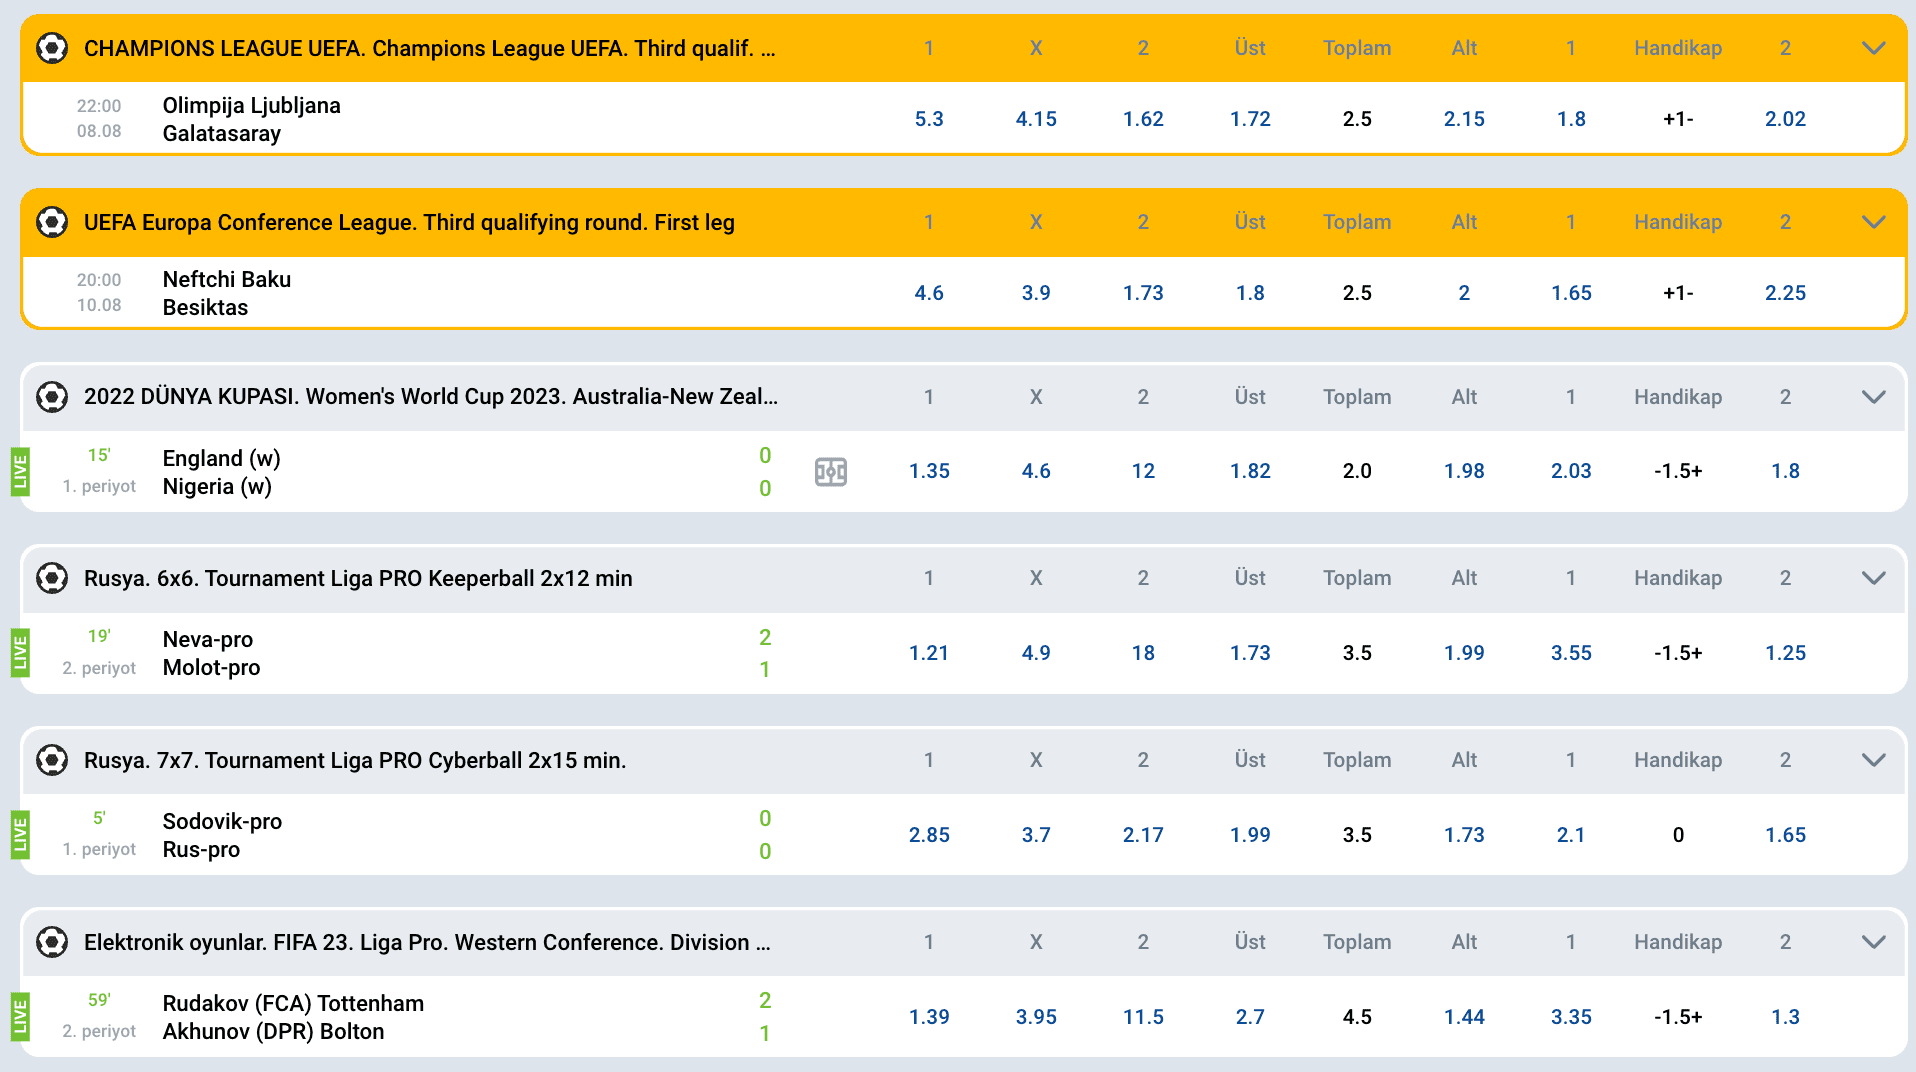 CHAMPIONS LEAGUE UEFA. Champions League UEFA. Third qualif. ... 1 X 2 Üst Toplam Alt 1 Handikap 2
22:00 Olimpija Ljubljana
08.08 Galatasaray
5.3 4.15 1.62 1.72 2.5 2.15 1.8 +1- 2.02
UEFA Europa Conference League. Third qualifying round. First leg 1 X 2 Üst Toplam Alt 1 Handikap 2
20:00 Neftchi Baku
10.08 Besiktas
4.6 3.9 1.73 1.8 2.5 2 1.65 +1- 2.25
2022 DÜNYA KUPASI. Women's World Cup 2023. Australia-New Zeal... 1 X 2 Üst Toplam Alt 1 Handikap 2
LIVE
15' England (w) 0
1. periyot Nigeria (w) 0
1.35 4.6 12 1.82 2.0 1.98 2.03 -1.5+ 1.8
Rusya. 6x6. Tournament Liga PRO Keeperball 2x12 min 1 X 2 Üst Toplam Alt 1 Handikap 2
LIVE
19' Neva-pro 2
2. periyot Molot-pro 1
1.21 4.9 18 1.73 3.5 1.99 3.55 -1.5+ 1.25
Rusya. 7x7. Tournament Liga PRO Cyberball 2x15 min. 1 X 2 Üst Toplam Alt 1 Handikap 2
LIVE
5' Sodovik-pro 0
1. periyot Rus-pro 0
2.85 3.7 2.17 1.99 3.5 1.73 2.1 0 1.65
Elektronik oyunlar. FIFA 23. Liga Pro. Western Conference. Division ... 1 X 2 Üst Toplam Alt 1 Handikap 2
LIVE
59' Rudakov (FCA) Tottenham 2
2. periyot Akhunov (DPR) Bolton 1
1.39 3.95 11.5 2.7 4.5 1.44 3.35 -1.5+ 1.3